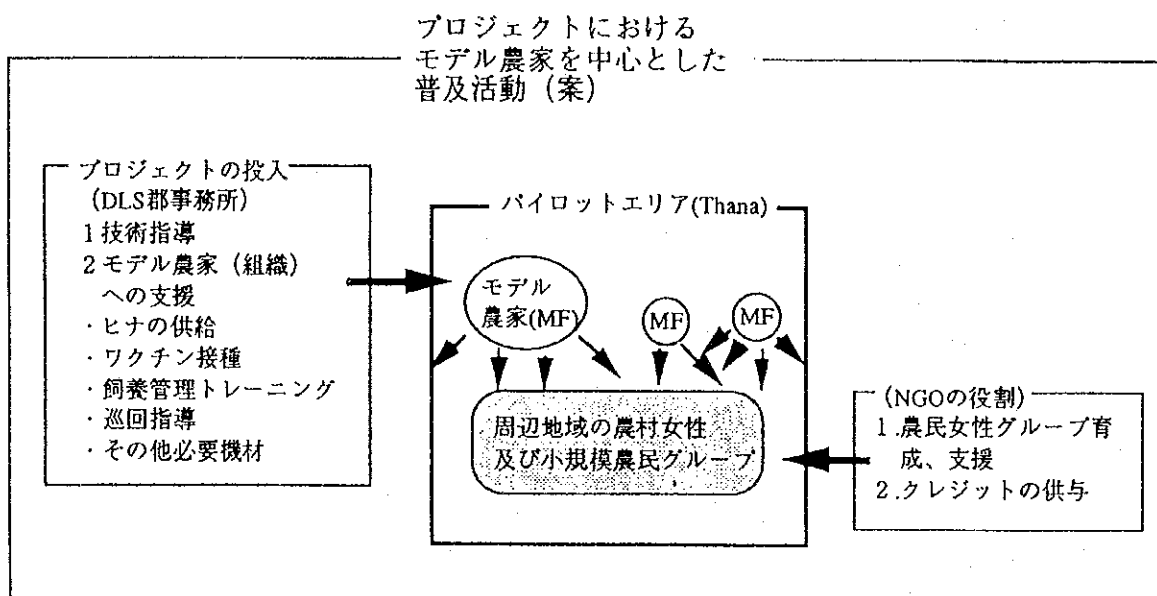 プロジェクトにおける
モデル農家を中心とした
普及活動（案）
プロジェクトの投入
（DLS郡事務所）
1 技術指導
2 モデル農家（組織）
への支援
・ヒナの供給
・ワクチン接種
・飼養管理トレーニング
・巡回指導
・その他必要機材
パイロットエリア(Thana)
モデル
農家(MF)
MF
MF
周辺地域の農村女性
及び小規模農民グループ
(NGOの役割)
1.農民女性グループ育
成、支援
2.クレジットの供与